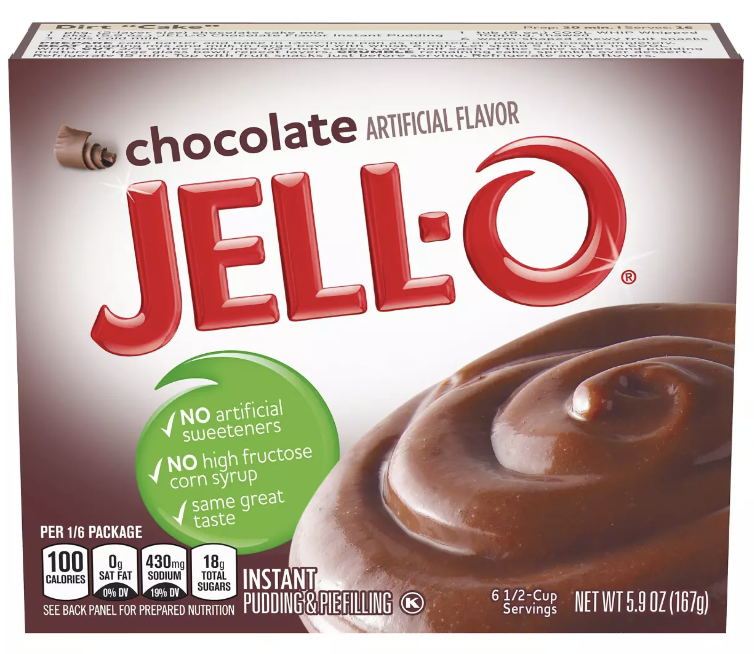 Dirt "Cake"
Prep: 20 min. | Serves: 16
Instant Pudding
chocolate ARTIFICIAL FLAVOR
JELL-O
®
✓ NO artificial
sweeteners
✓ NO high fructose
corn syrup
✓ same great
taste
PER 1/6 PACKAGE
100
CALORIES
0g
SAT FAT
0% DV
430mg
SODIUM
19% DV
18g
TOTAL
SUGARS
SEE BACK PANEL FOR PREPARED NUTRITION
INSTANT
PUDDING & PIE FILLING K
6 1/2-Cup
Servings
NET WT 5.9 OZ (167g)